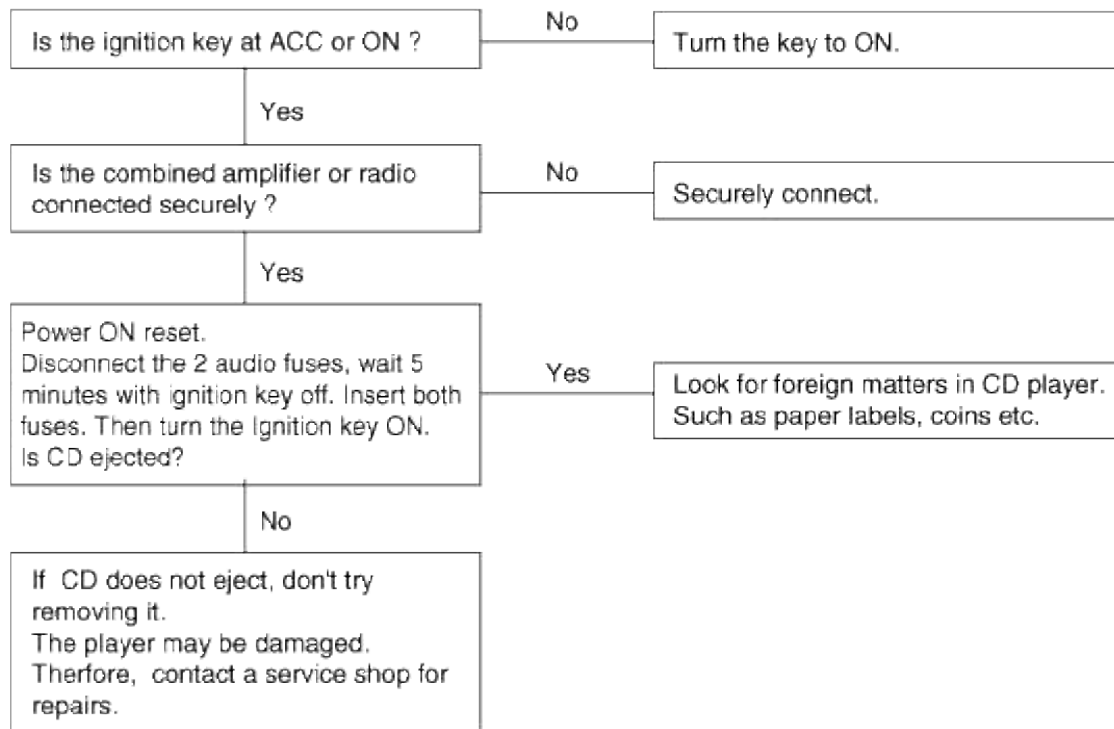 Is the ignition key at ACC or ON ?
No
Turn the key to ON.
Yes
Is the combined amplifier or radio
connected securely ?
No
Securely connect.
Yes
Power ON reset.
Disconnect the 2 audio fuses, wait 5
minutes with ignition key off. Insert both
fuses. Then turn the Ignition key ON.
Is CD ejected?
Yes
Look for foreign matters in CD player.
Such as paper labels, coins etc.
No
If CD does not eject, don't try
removing it.
The player may be damaged.
Therfore, contact a service shop for
repairs.